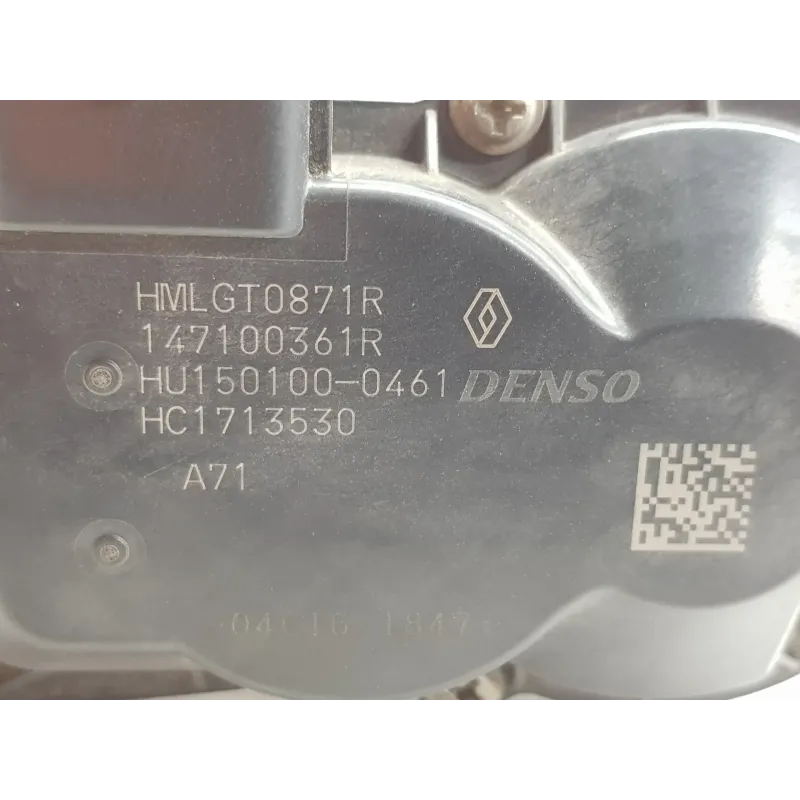 HMLGT0871R
147100361R
HU150100-0461 DENSO
HC1713530
A71